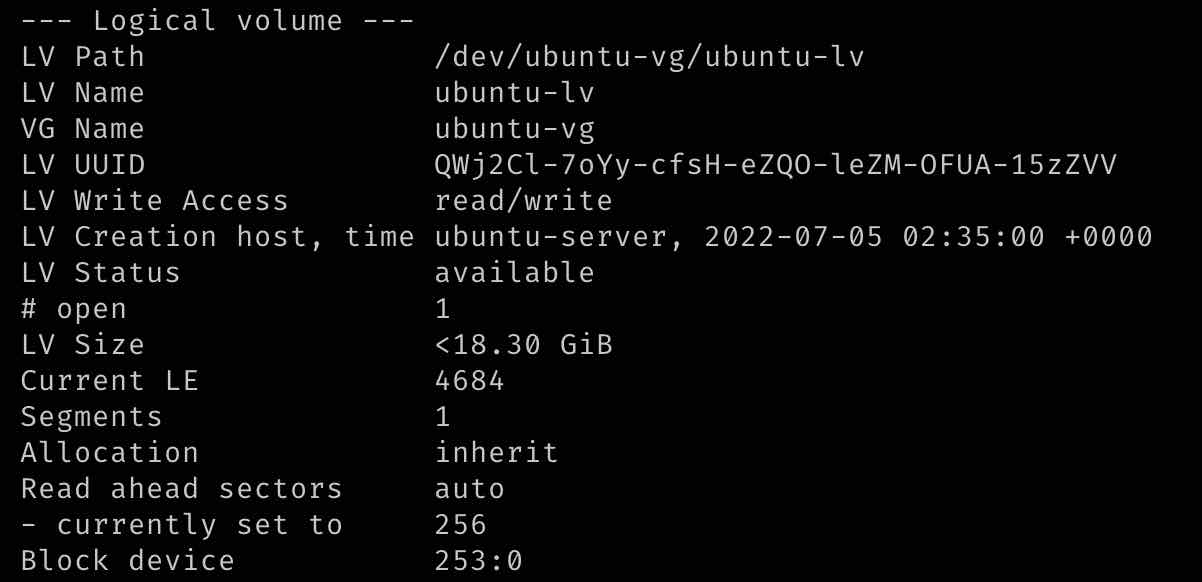 --- Logical volume ---
LV Path                /dev/ubuntu-vg/ubuntu-lv
LV Name                ubuntu-lv
VG Name                ubuntu-vg
LV UUID                QWj2Cl-7oYy-cfsH-eZQO-leZM-OFUA-15zZVV
LV Write Access        read/write
LV Creation host, time ubuntu-server, 2022-07-05 02:35:00 +0000
LV Status              available
# open                 1
LV Size                <18.30 GiB
Current LE             4684
Segments               1
Allocation             inherit
Read ahead sectors     auto
- currently set to     256
Block device           253:0